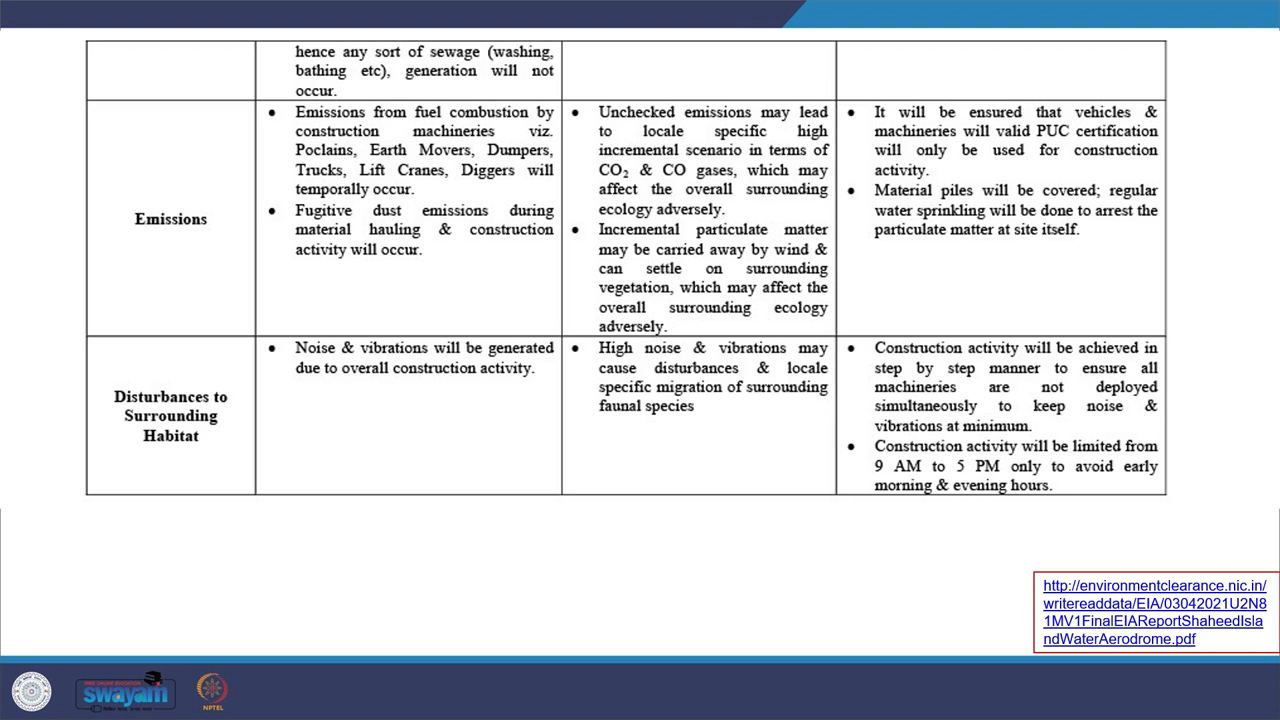 hence any sort of sewage (washing,
bathing etc), generation will not
occur.
Emissions
• Emissions from fuel combustion by
construction machineries viz.
Poclains, Earth Movers, Dumpers,
Trucks, Lift Cranes, Diggers will
temporally occur.
• Fugitive dust emissions during
material hauling & construction
activity will occur.
• Unchecked emissions may lead
to locale specific high
incremental scenario in terms of
CO₂ & CO gases, which may
affect the overall surrounding
ecology adversely.
• Incremental particulate matter
may be carried away by wind &
can settle on surrounding
vegetation, which may affect the
overall surrounding ecology
adversely.
• It will be ensured that vehicles &
machineries will valid PUC certification
will only be used for construction
activity.
• Material piles will be covered; regular
water sprinkling will be done to arrest the
particulate matter at site itself.
Disturbances to
Surrounding
Habitat
• Noise & vibrations will be generated
due to overall construction activity.
• High noise & vibrations may
cause disturbances & locale
specific migration of surrounding
faunal species
• Construction activity will be achieved in
step by step manner to ensure all
machineries are not deployed
simultaneously to keep noise &
vibrations at minimum.
• Construction activity will be limited from
9 AM to 5 PM only to avoid early
morning & evening hours.
http://environmentclearance.nic.in/
writereaddata/EIA/03042021U2N8
1MV1FinalEIAReportShaheedIsla
ndWaterAerodrome.pdf
swayam
NPTEL